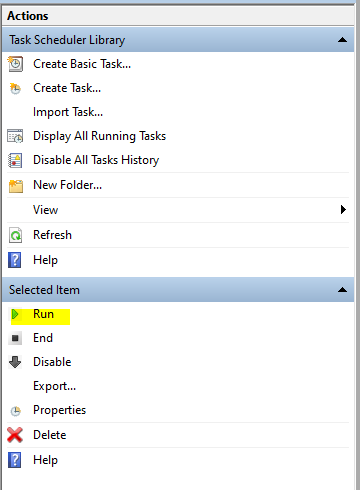 Actions
Task Scheduler Library
Create Basic Task...
Create Task...
Import Task...
Display All Running Tasks
Disable All Tasks History
New Folder...
View
Refresh
Help
Selected Item
Run
End
Disable
Export...
Properties
Delete
Help